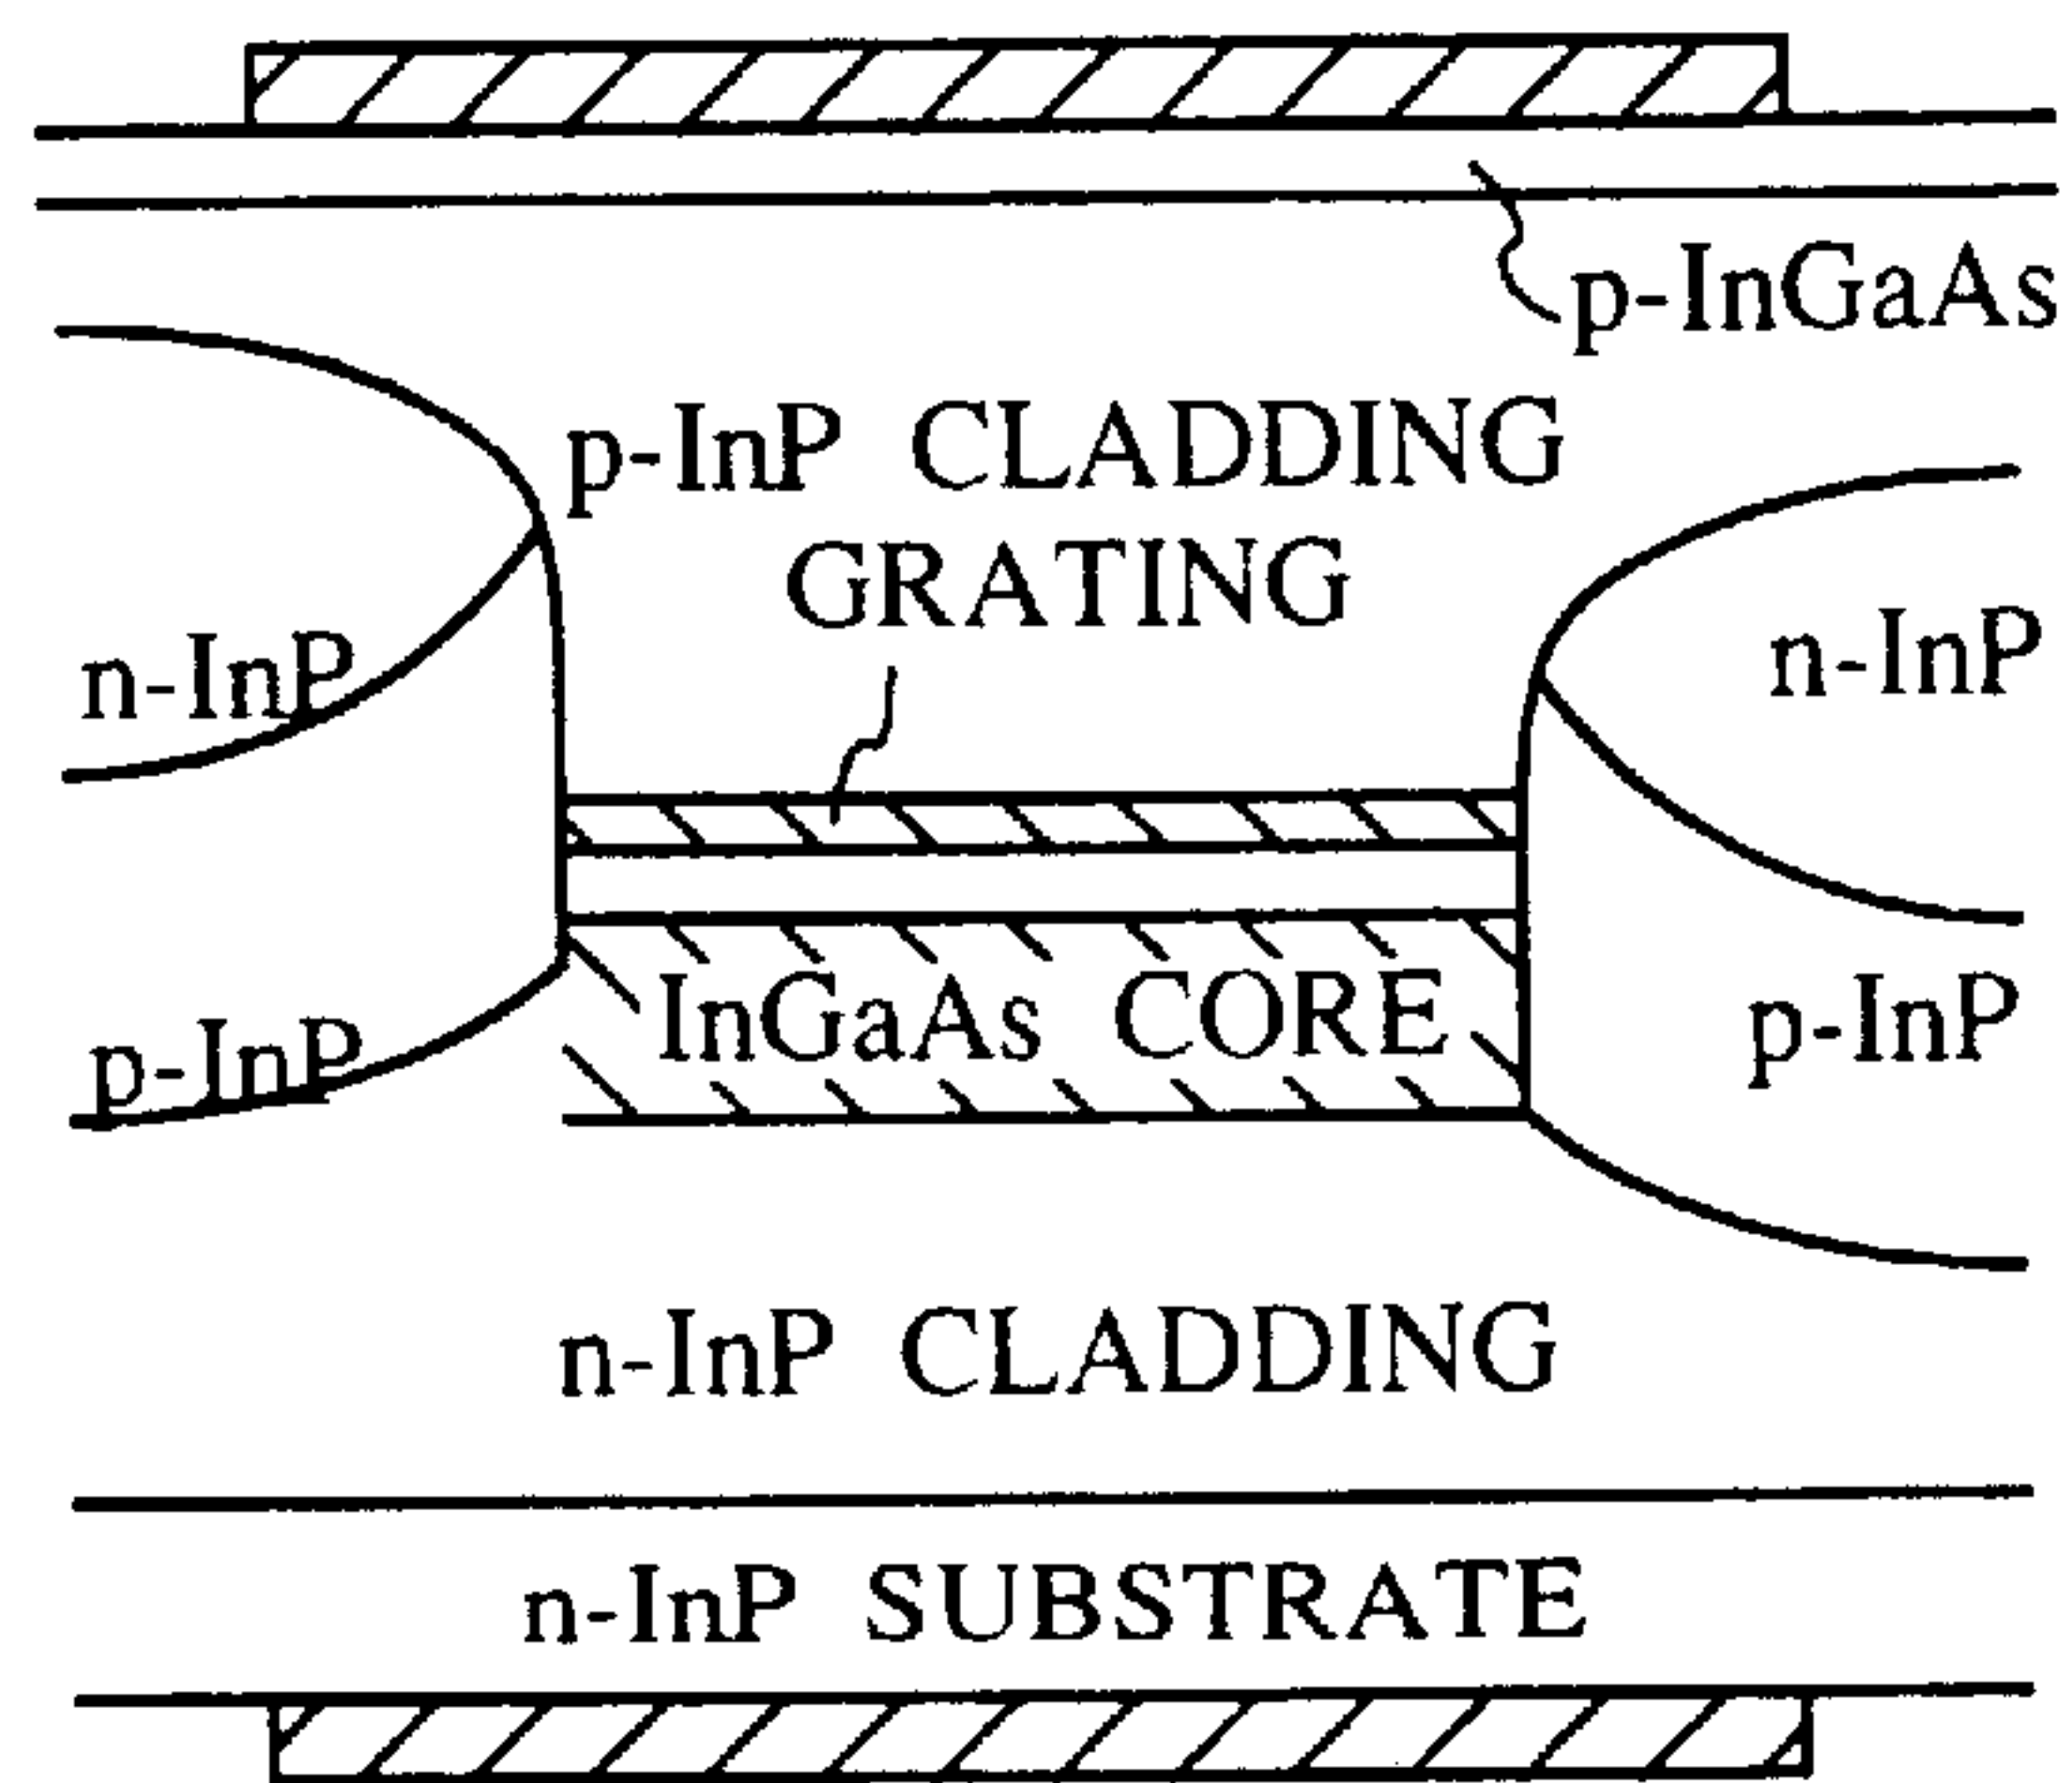 p-InGaAs
p-InP CLADDING
GRATING
n-InP
n-InP
InGaAs CORE
p-InP
p-InP
n-InP CLADDING
n-InP SUBSTRATE